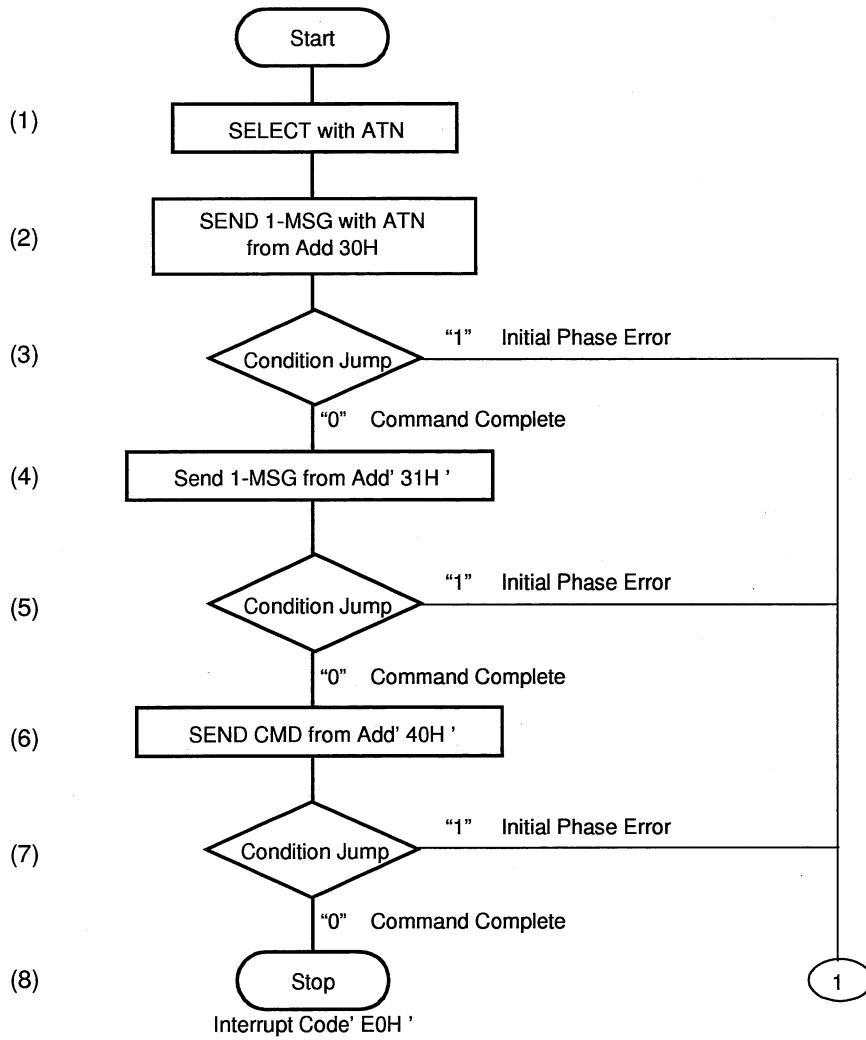 Start
(1)
SELECT with ATN
(2)
SEND 1-MSG with ATN
from Add 30H
(3)
Condition Jump
“1” Initial Phase Error
“0” Command Complete
(4)
Send 1-MSG from Add' 31H '
(5)
Condition Jump
“1” Initial Phase Error
“0” Command Complete
(6)
SEND CMD from Add' 40H '
(7)
Condition Jump
“1” Initial Phase Error
“0” Command Complete
(8)
Stop
1
Interrupt Code' E0H '